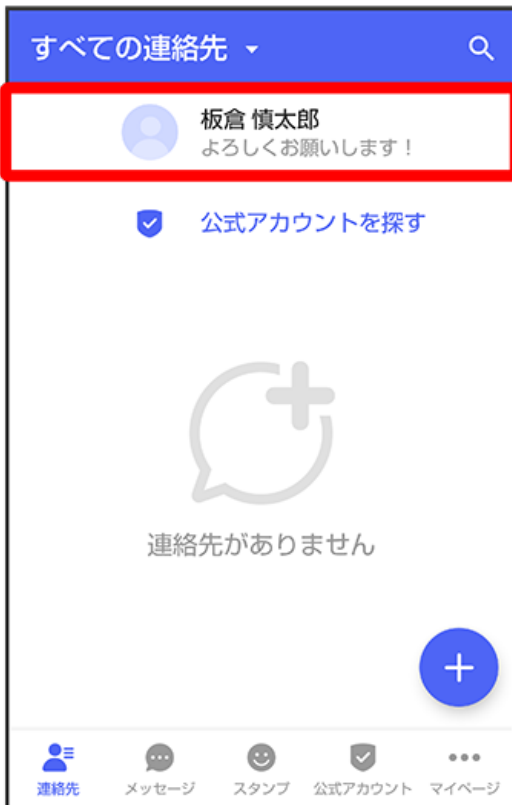 すべての連絡先
板倉 慎太郎
よろしくお願いします！
公式アカウントを探す
連絡先がありません
連絡先 メッセージ スタンプ 公式アカウント マイページ